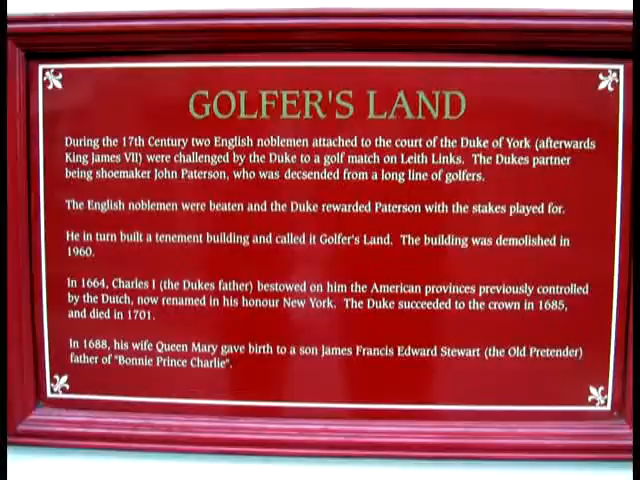 GOLFER'S LAND
During the 17th Century two English noblemen attached to the court of the Duke of York (afterwards
King James VII) were challenged by the Duke to a golf match on Leith Links. The Dukes partner
being shoemaker John Paterson, who was decsended from a long line of golfers.
The English noblemen were beaten and the Duke rewarded Paterson with the stakes played for.
He in turn built a tenement building and called it Golfer's Land. The building was demolished in
1960.
In 1664, Charles I (the Dukes father) bestowed on him the American provinces previously controlled
by the Dutch, now renamed in his honour New York. The Duke succeeded to the crown in 1685,
and died in 1701.
In 1688, his wife Queen Mary gave birth to a son James Francis Edward Stewart (the Old Pretender)
father of "Bonnie Prince Charlie".